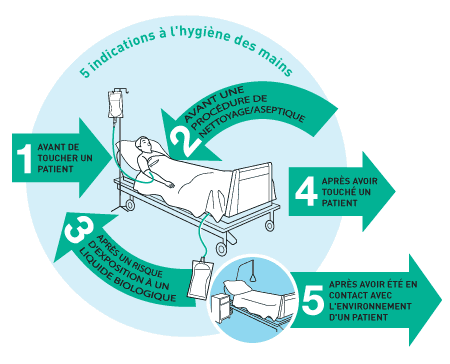 5 indications à l'hygiène des mains
1
AVANT DE
TOUCHER UN
PATIENT
2
AVANT UNE
PROCÉDURE DE
NETTOYAGE/ASEPTIQUE
3
APRÈS UN RISQUE
D'EXPOSITION À UN
LIQUIDE BIOLOGIQUE
4
APRÈS AVOIR
TOUCHÉ UN
PATIENT
5
APRÈS AVOIR ÉTÉ EN
CONTACT AVEC
L'ENVIRONNEMENT
D'UN PATIENT